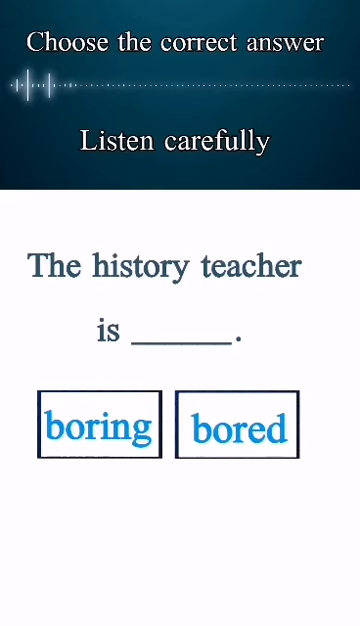 Choose the correct answer
Listen carefully
The history teacher
is ______.
boring bored